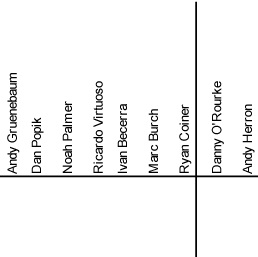 Andy Gruenebaum
Dan Popik
Noah Palmer
Ricardo Virtuoso
Ivan Becerra
Marc Burch
Ryan Coiner
Danny O'Rourke
Andy Herron